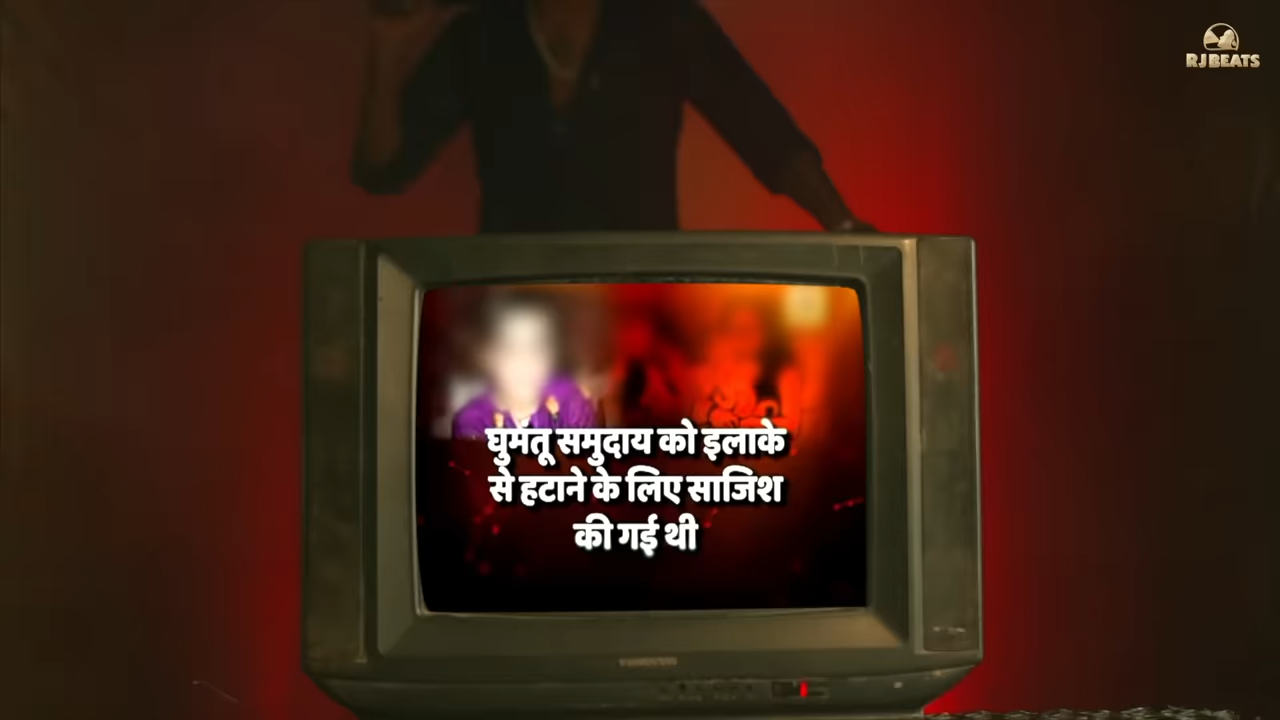 RJ BEATS
घुमंतू समुदाय को इलाके
से हटाने के लिए साजिश
की गई थी